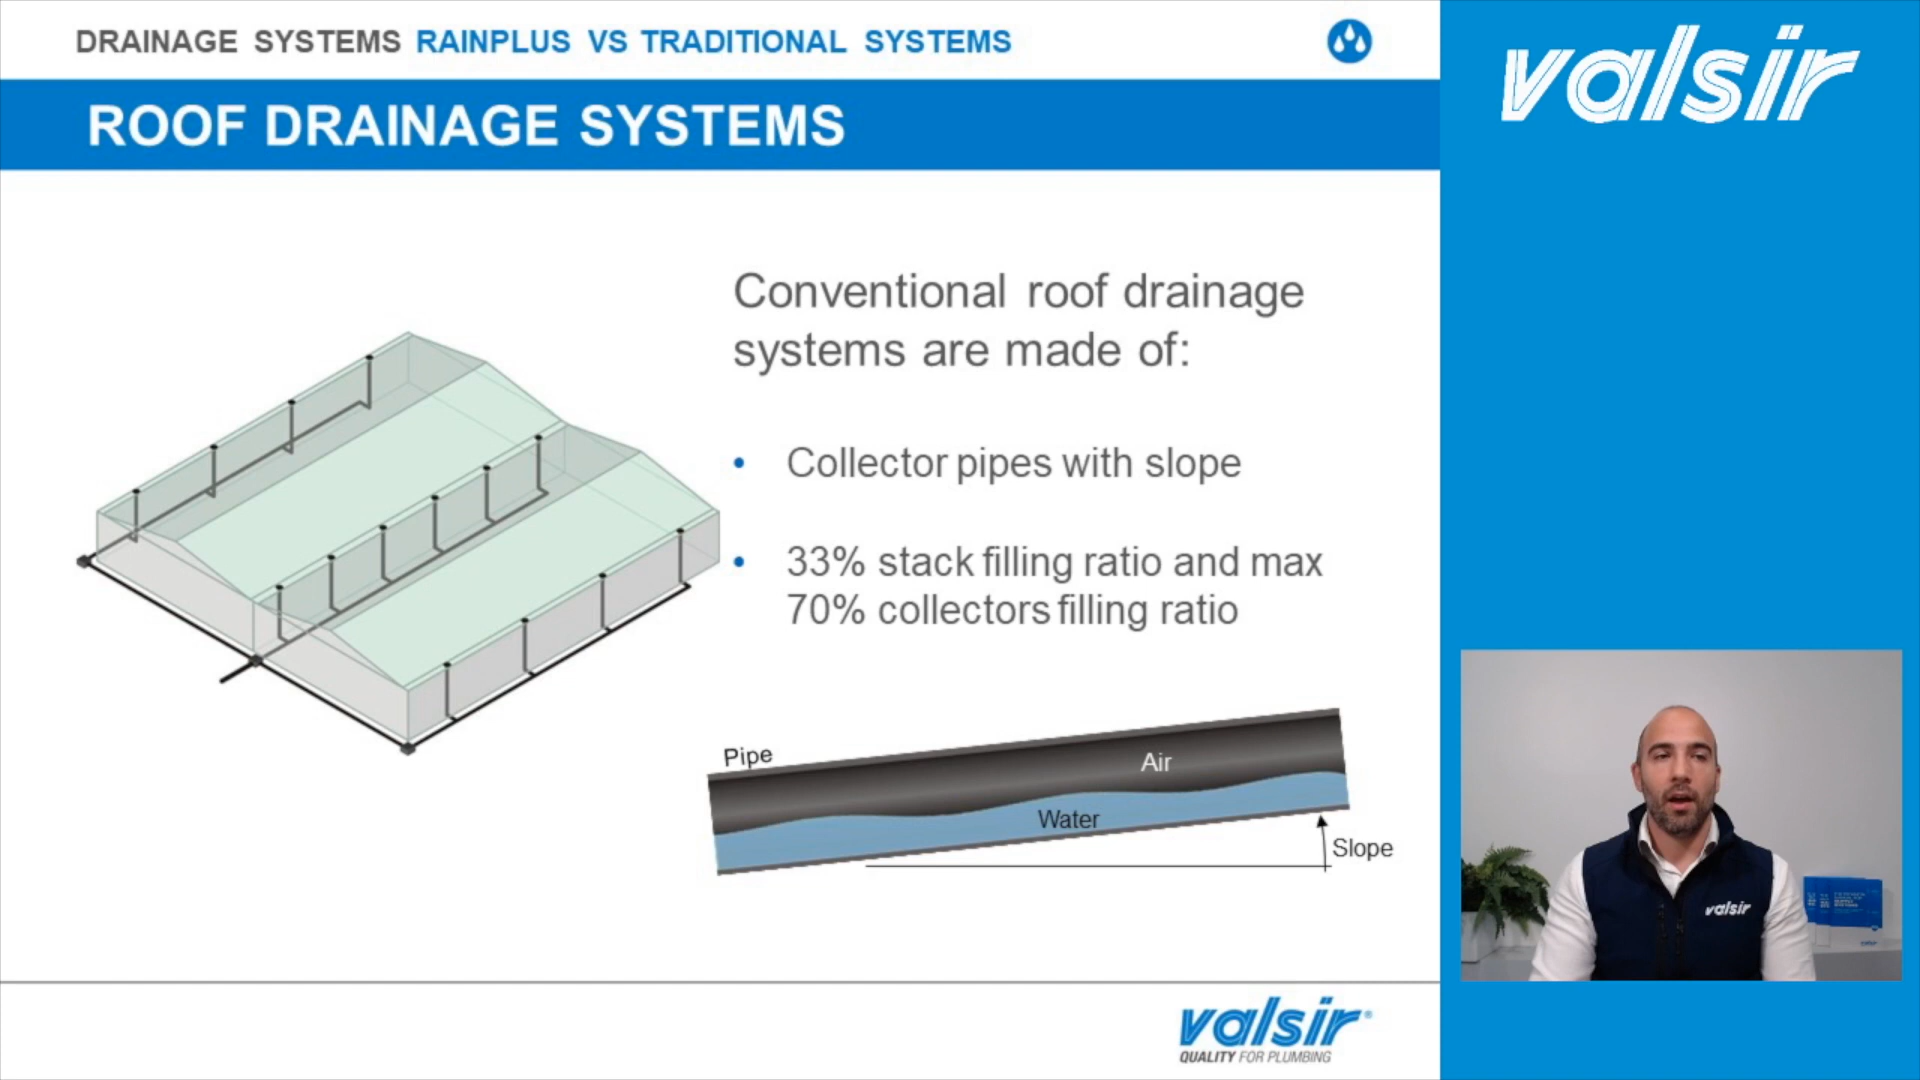 DRAINAGE SYSTEMS RAINPLUS VS TRADITIONAL SYSTEMS
valsir
ROOF DRAINAGE SYSTEMS
Conventional roof drainage
systems are made of:
• Collector pipes with slope
• 33% stack filling ratio and max
70% collectors filling ratio
Pipe
Air
Water
Slope
valsir
valsir®
QUALITY FOR PLUMBING